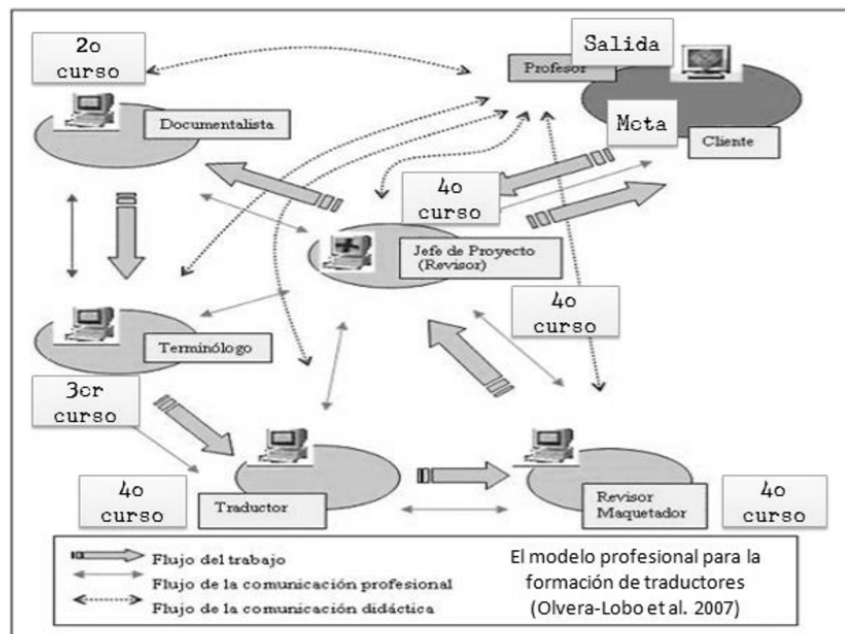 2o
curso
Salida
Profesor
Documentalista
Meta
Cliente
4o
curso
Jefe de Proyecto
(Revisor)
4o
curso
Terminólogo
3er
curso
4o
curso
Traductor
Revisor
Maquetador
4o
curso
Flujo del trabajo
Flujo de la comunicación profesional
Flujo de la comunicación didáctica
El modelo profesional para la
formación de traductores
(Olvera-Lobo et al. 2007)